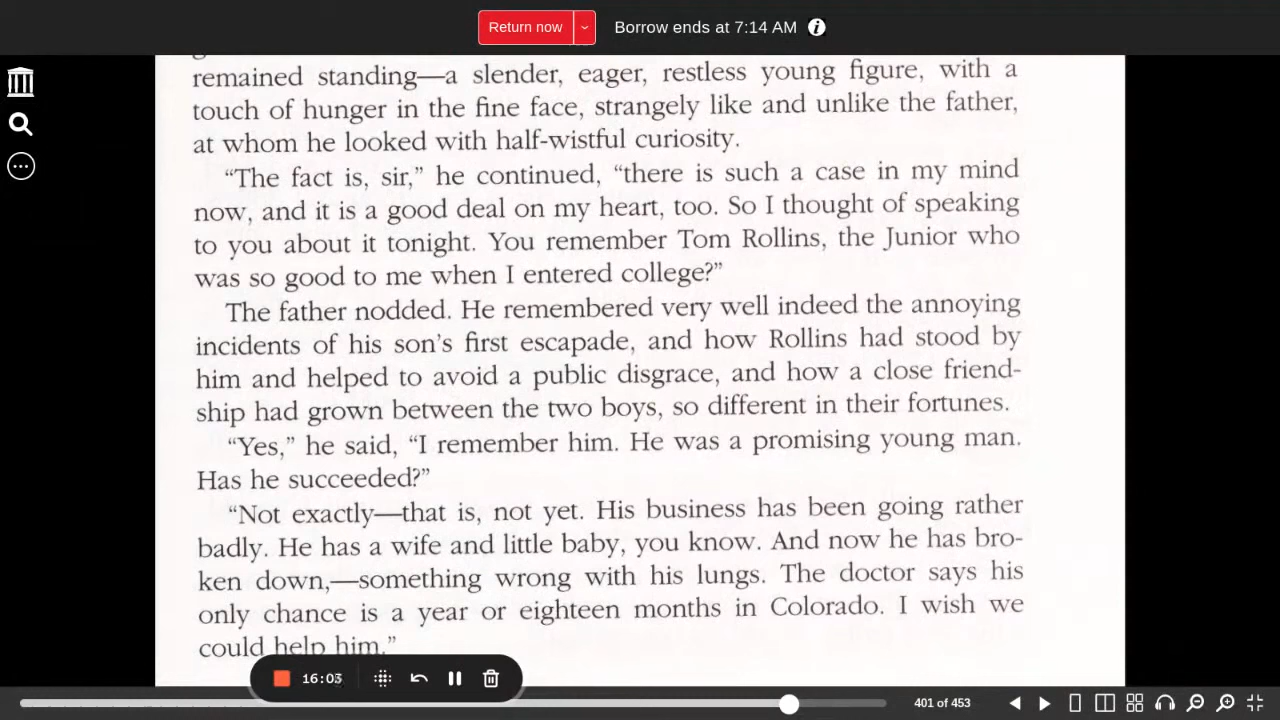 Return now
Borrow ends at 7:14 AM
remained standing—a slender, eager, restless young figure, with a
touch of hunger in the fine face, strangely like and unlike the father,
at whom he looked with half-wistful curiosity.
“The fact is, sir,” he continued, “there is such a case in my mind
now, and it is a good deal on my heart, too. So I thought of speaking
to you about it tonight. You remember Tom Rollins, the Junior who
was so good to me when I entered college?”
The father nodded. He remembered very well indeed the annoying
incidents of his son’s first escapade, and how Rollins had stood by
him and helped to avoid a public disgrace, and how a close friend-
ship had grown between the two boys, so different in their fortunes.
“Yes,” he said, “I remember him. He was a promising young man.
Has he succeeded?”
“Not exactly—that is, not yet. His business has been going rather
badly. He has a wife and little baby, you know. And now he has bro-
ken down,—something wrong with his lungs. The doctor says his
only chance is a year or eighteen months in Colorado. I wish we
could help him.”
16:03
401 of 453